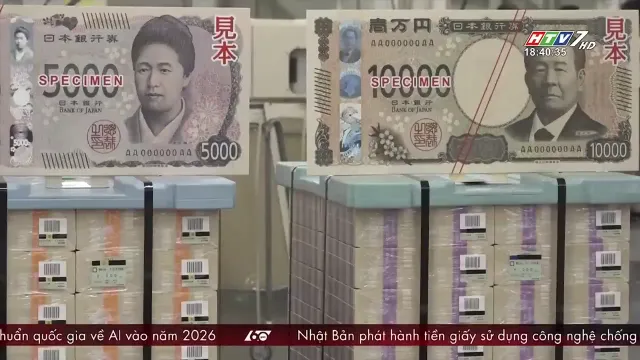 5000
SPECIMEN
見本
日本銀行券
日本銀行
BANK OF JAPAN
AA000000AA
5000
壱万円
日本銀行券
AA000000AA
10000
SPECIMEN
見本
日本銀行
BANK OF JAPAN
AA000000AA
10000
HTV7 HD
18:40:35
huẩn quốc gia về AI vào năm 2026
60
Nhật Bản phát hành tiền giấy sử dụng công nghệ chống